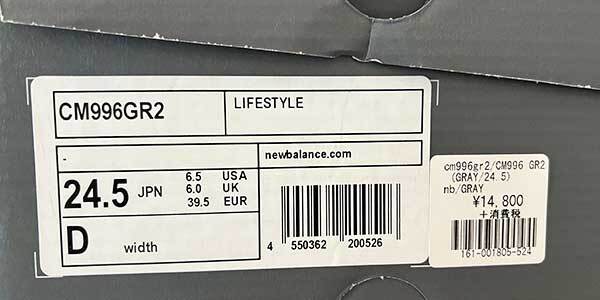 CM996GR2
LIFESTYLE
-
newbalance.com
24.5 JPN
6.5 USA
6.0 UK
39.5 EUR
D width
4 550362 200526
cm996gr2/CM996 GR2
(GRAY/24.5)
nb/GRAY
¥14,800
+消費税
161-001805-524